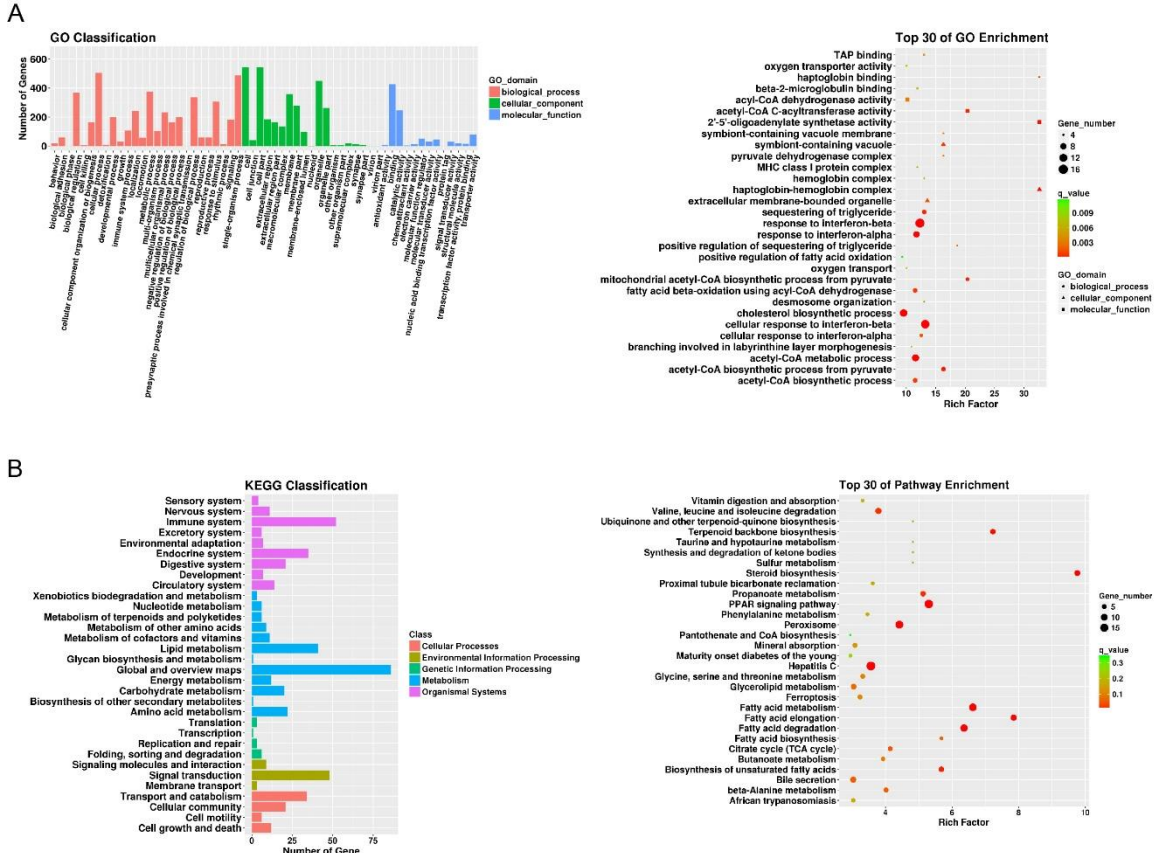 A
GO Classification
Number of Genes
600
400
200
0
behavior
biological adhesion
biological phase
biological regulation
cell killing
cellular component organization or biogenesis
cellular process
detoxification
developmental process
growth
immune system process
localization
locomotion
metabolic process
multi-organism process
multicellular organismal process
negative regulation of biological process
positive regulation of biological process
presynaptic process involved in chemical synaptic transmission
regulation of biological process
reproduction
reproductive process
response to stimulus
rhythmic process
signaling
single-organism process
cell
cell junction
cell part
extracellular region
extracellular region part
macromolecular complex
membrane
membrane part
membrane-enclosed lumen
nucleoid
organelle
organelle part
other organism
other organism part
supramolecular complex
synapse
synapse part
virion
virion part
antioxidant activity
binding
catalytic activity
chemoattractant activity
electron carrier activity
molecular function regulator
molecular transducer activity
nucleic acid binding transcription factor activity
protein tag
signal transducer activity
structural molecule activity
transcription factor activity, protein binding
transporter activity
GO_domain
biological_process
cellular_component
molecular_function
Top 30 of GO Enrichment
TAP binding
oxygen transporter activity
haptoglobin binding
beta-2-microglobulin binding
acyl-CoA dehydrogenase activity
acetyl-CoA C-acyltransferase activity
2'-5'-oligoadenylate synthetase activity
symbiont-containing vacuole membrane
symbiont-containing vacuole
pyruvate dehydrogenase complex
MHC class I protein complex
hemoglobin complex
haptoglobin-hemoglobin complex
extracellular membrane-bounded organelle
sequestering of triglyceride
response to interferon-beta
response to interferon-alpha
positive regulation of sequestering of triglyceride
positive regulation of fatty acid oxidation
oxygen transport
mitochondrial acetyl-CoA biosynthetic process from pyruvate
fatty acid beta-oxidation using acyl-CoA dehydrogenase
desmosome organization
cholesterol biosynthetic process
cellular response to interferon-beta
cellular response to interferon-alpha
branching involved in labyrinthine layer morphogenesis
acetyl-CoA metabolic process
acetyl-CoA biosynthetic process from pyruvate
acetyl-CoA biosynthetic process
10 15 20 25 30
Rich Factor
Gene_number
4
8
12
16
q_value
0.009
0.006
0.003
GO_domain
biological_process
cellular_component
molecular_function
B
KEGG Classification
Sensory system
Nervous system
Immune system
Excretory system
Environmental adaptation
Endocrine system
Digestive system
Development
Circulatory system
Xenobiotics biodegradation and metabolism
Nucleotide metabolism
Metabolism of terpenoids and polyketides
Metabolism of other amino acids
Metabolism of cofactors and vitamins
Lipid metabolism
Glycan biosynthesis and metabolism
Global and overview maps
Energy metabolism
Carbohydrate metabolism
Biosynthesis of other secondary metabolites
Amino acid metabolism
Translation
Transcription
Replication and repair
Folding, sorting and degradation
Signaling molecules and interaction
Signal transduction
Membrane transport
Transport and catabolism
Cellular community
Cell motility
Cell growth and death
0 25 50 75
Number of Gene
Class
Cellular Processes
Environmental Information Processing
Genetic Information Processing
Metabolism
Organismal Systems
Top 30 of Pathway Enrichment
Vitamin digestion and absorption
Valine, leucine and isoleucine degradation
Ubiquinone and other terpenoid-quinone biosynthesis
Terpenoid backbone biosynthesis
Taurine and hypotaurine metabolism
Synthesis and degradation of ketone bodies
Sulfur metabolism
Steroid biosynthesis
Proximal tubule bicarbonate reclamation
Propanoate metabolism
PPAR signaling pathway
Phenylalanine metabolism
Peroxisome
Pantothenate and CoA biosynthesis
Mineral absorption
Maturity onset diabetes of the young
Hepatitis C
Glycine, serine and threonine metabolism
Glycerolipid metabolism
Ferroptosis
Fatty acid metabolism
Fatty acid elongation
Fatty acid degradation
Fatty acid biosynthesis
Citrate cycle (TCA cycle)
Butanoate metabolism
Biosynthesis of unsaturated fatty acids
Bile secretion
beta-Alanine metabolism
African trypanosomiasis
4 6 8 10
Rich Factor
Gene_number
5
10
15
q_value
0.3
0.2
0.1